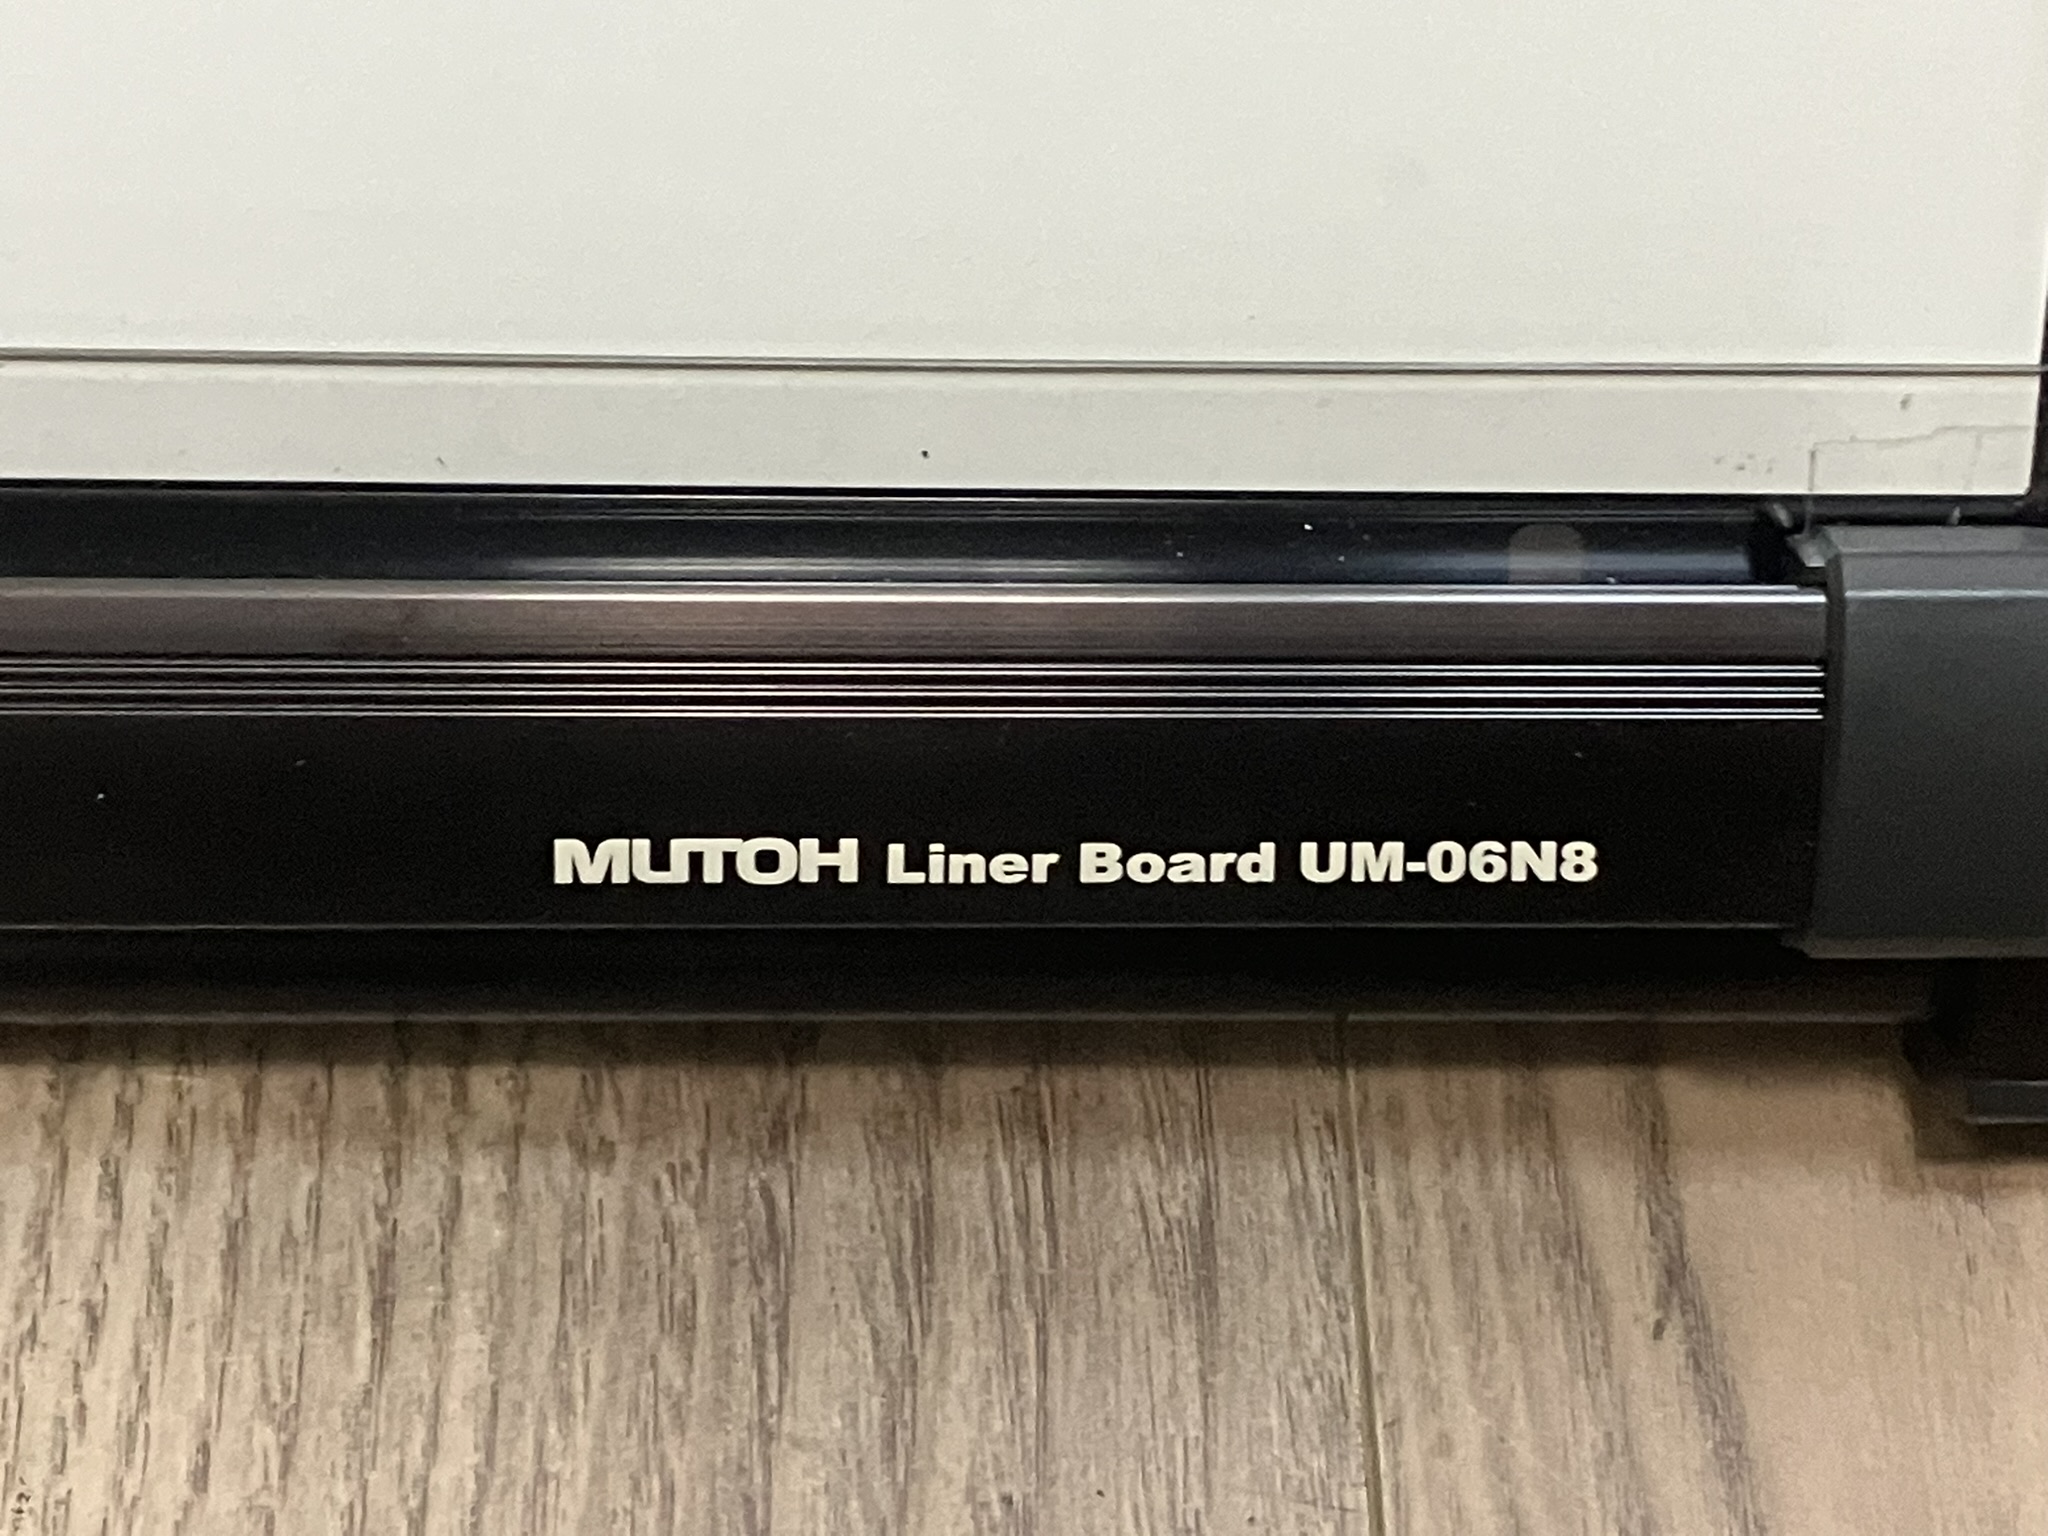 MUTOH Liner Board UM-06N8